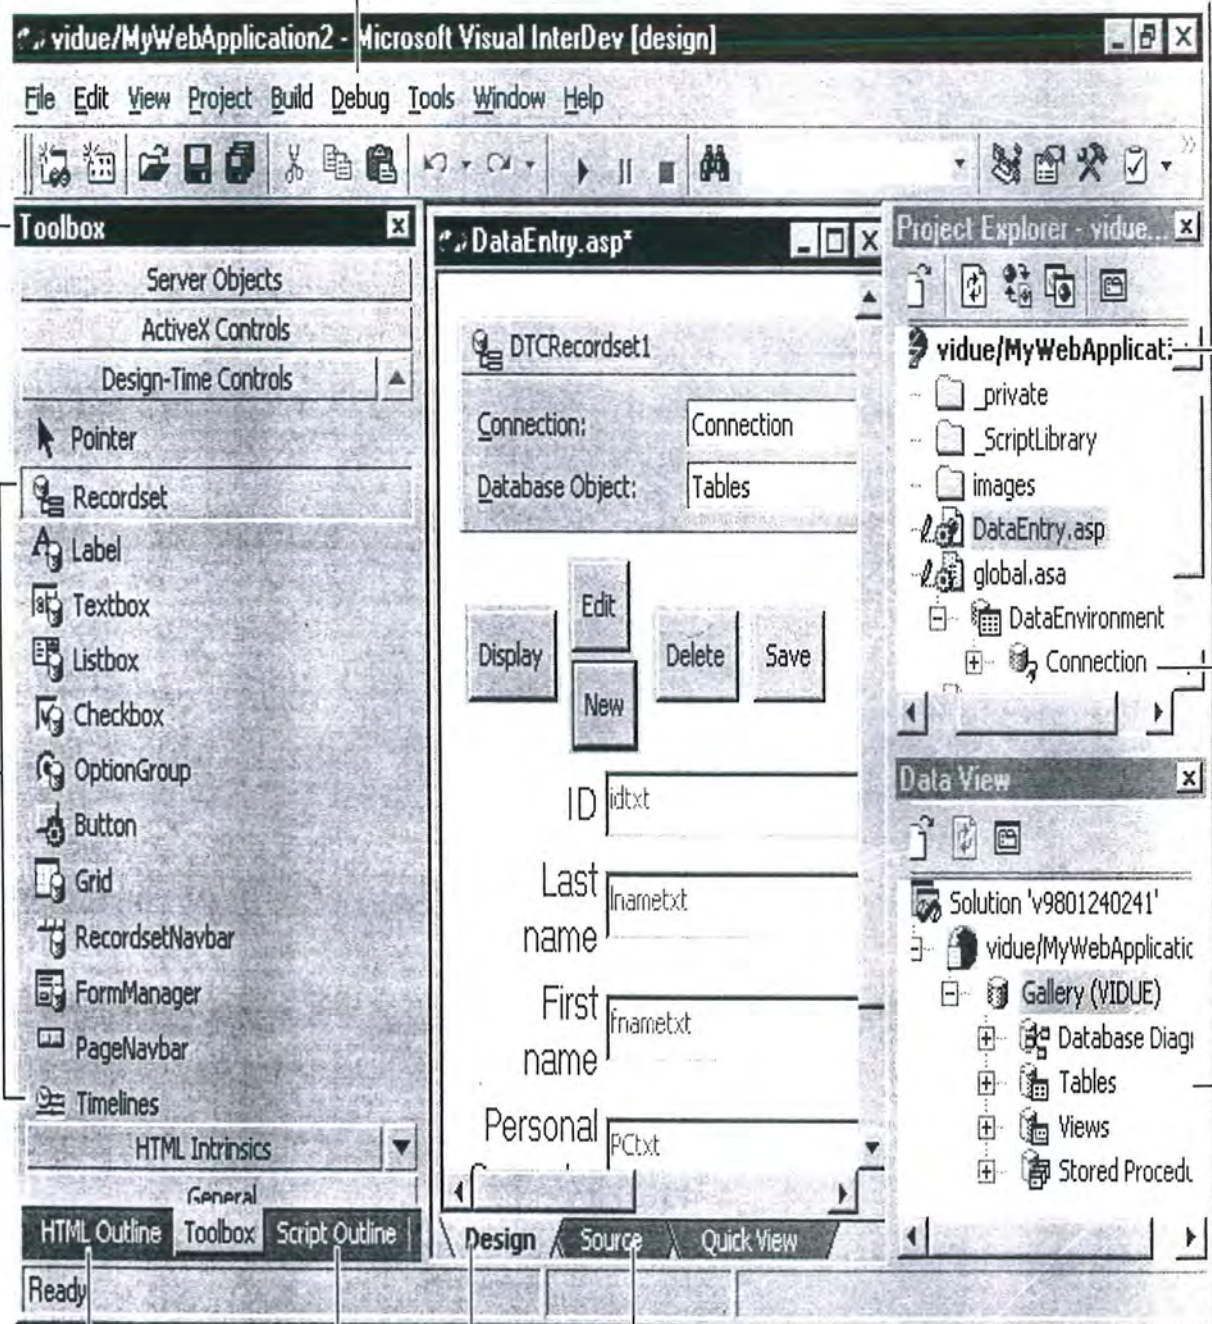 vidue/MyWebApplication2 - Microsoft Visual InterDev [design]
File Edit View Project Build Debug Tools Window Help
Toolbox
Server Objects
ActiveX Controls
Design-Time Controls
Pointer
Recordset
Label
Textbox
Listbox
Checkbox
OptionGroup
Button
Grid
RecordsetNavbar
FormManager
PageNavbar
Timelines
HTML Intrinsics
General
HTML Outline Toolbox Script Outline
DataEntry.asp*
DTCRecordset1
Connection: Connection
Database Object: Tables
Display
Edit
New
Delete
Save
ID idtxt
Last name lnametxt
First name fnametxt
Personal PCtxt
Design Source Quick View
Project Explorer - vidue...
vidue/MyWebApplicati
_private
_ScriptLibrary
images
DataEntry.asp
global.asa
DataEnvironment
Connection
Data View
Solution 'v9801240241'
vidue/MyWebApplicatic
Gallery (VIDUE)
Database Diagr
Tables
Views
Stored Procedu
Ready